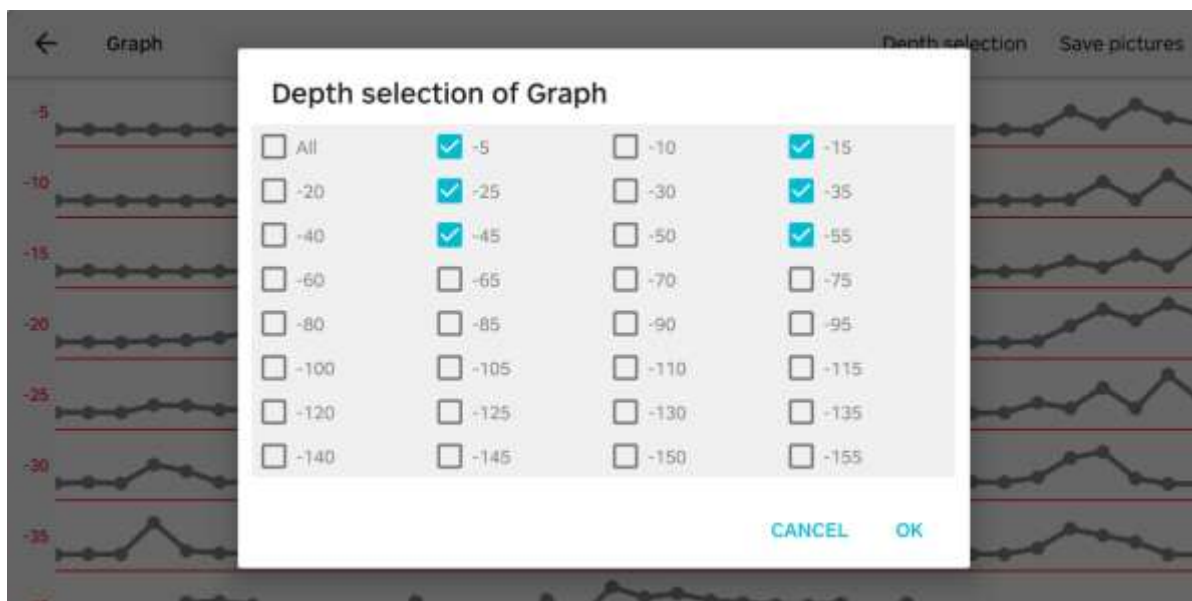 Graph
Depth selection
Save pictures
Depth selection of Graph
All -5 -10 -15
-20 -25 -30 -35
-40 -45 -50 -55
-60 -65 -70 -75
-80 -85 -90 -95
-100 -105 -110 -115
-120 -125 -130 -135
-140 -145 -150 -155
CANCEL OK
-5
-10
-15
-20
-25
-30
-35